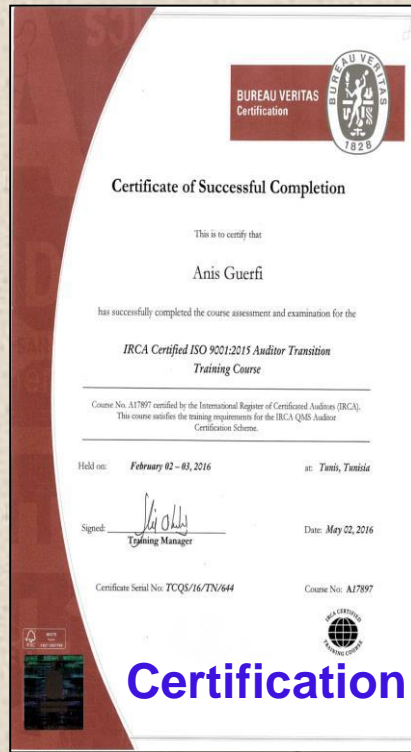 BUREAU VERITAS
Certification
BUREAU VERITAS
1828
Certificate of Successful Completion
This is to certify that
Anis Guerfi
has successfully completed the course assessment and examination for the
IRCA Certified ISO 9001:2015 Auditor Transition
Training Course
Course No. A17897 certified by the International Register of Certificated Auditors (IRCA).
This course satisfies the training requirements for the IRCA QMS Auditor
Certification Scheme.
Held on: February 02 – 03, 2016 at: Tunis, Tunisia
Signed:
Training Manager
Date: May 02, 2016
Certificate Serial No: TCQS/16/TN/644 Course No: A17897
IRCA CERTIFIED
TRAINING COURSE
Certification